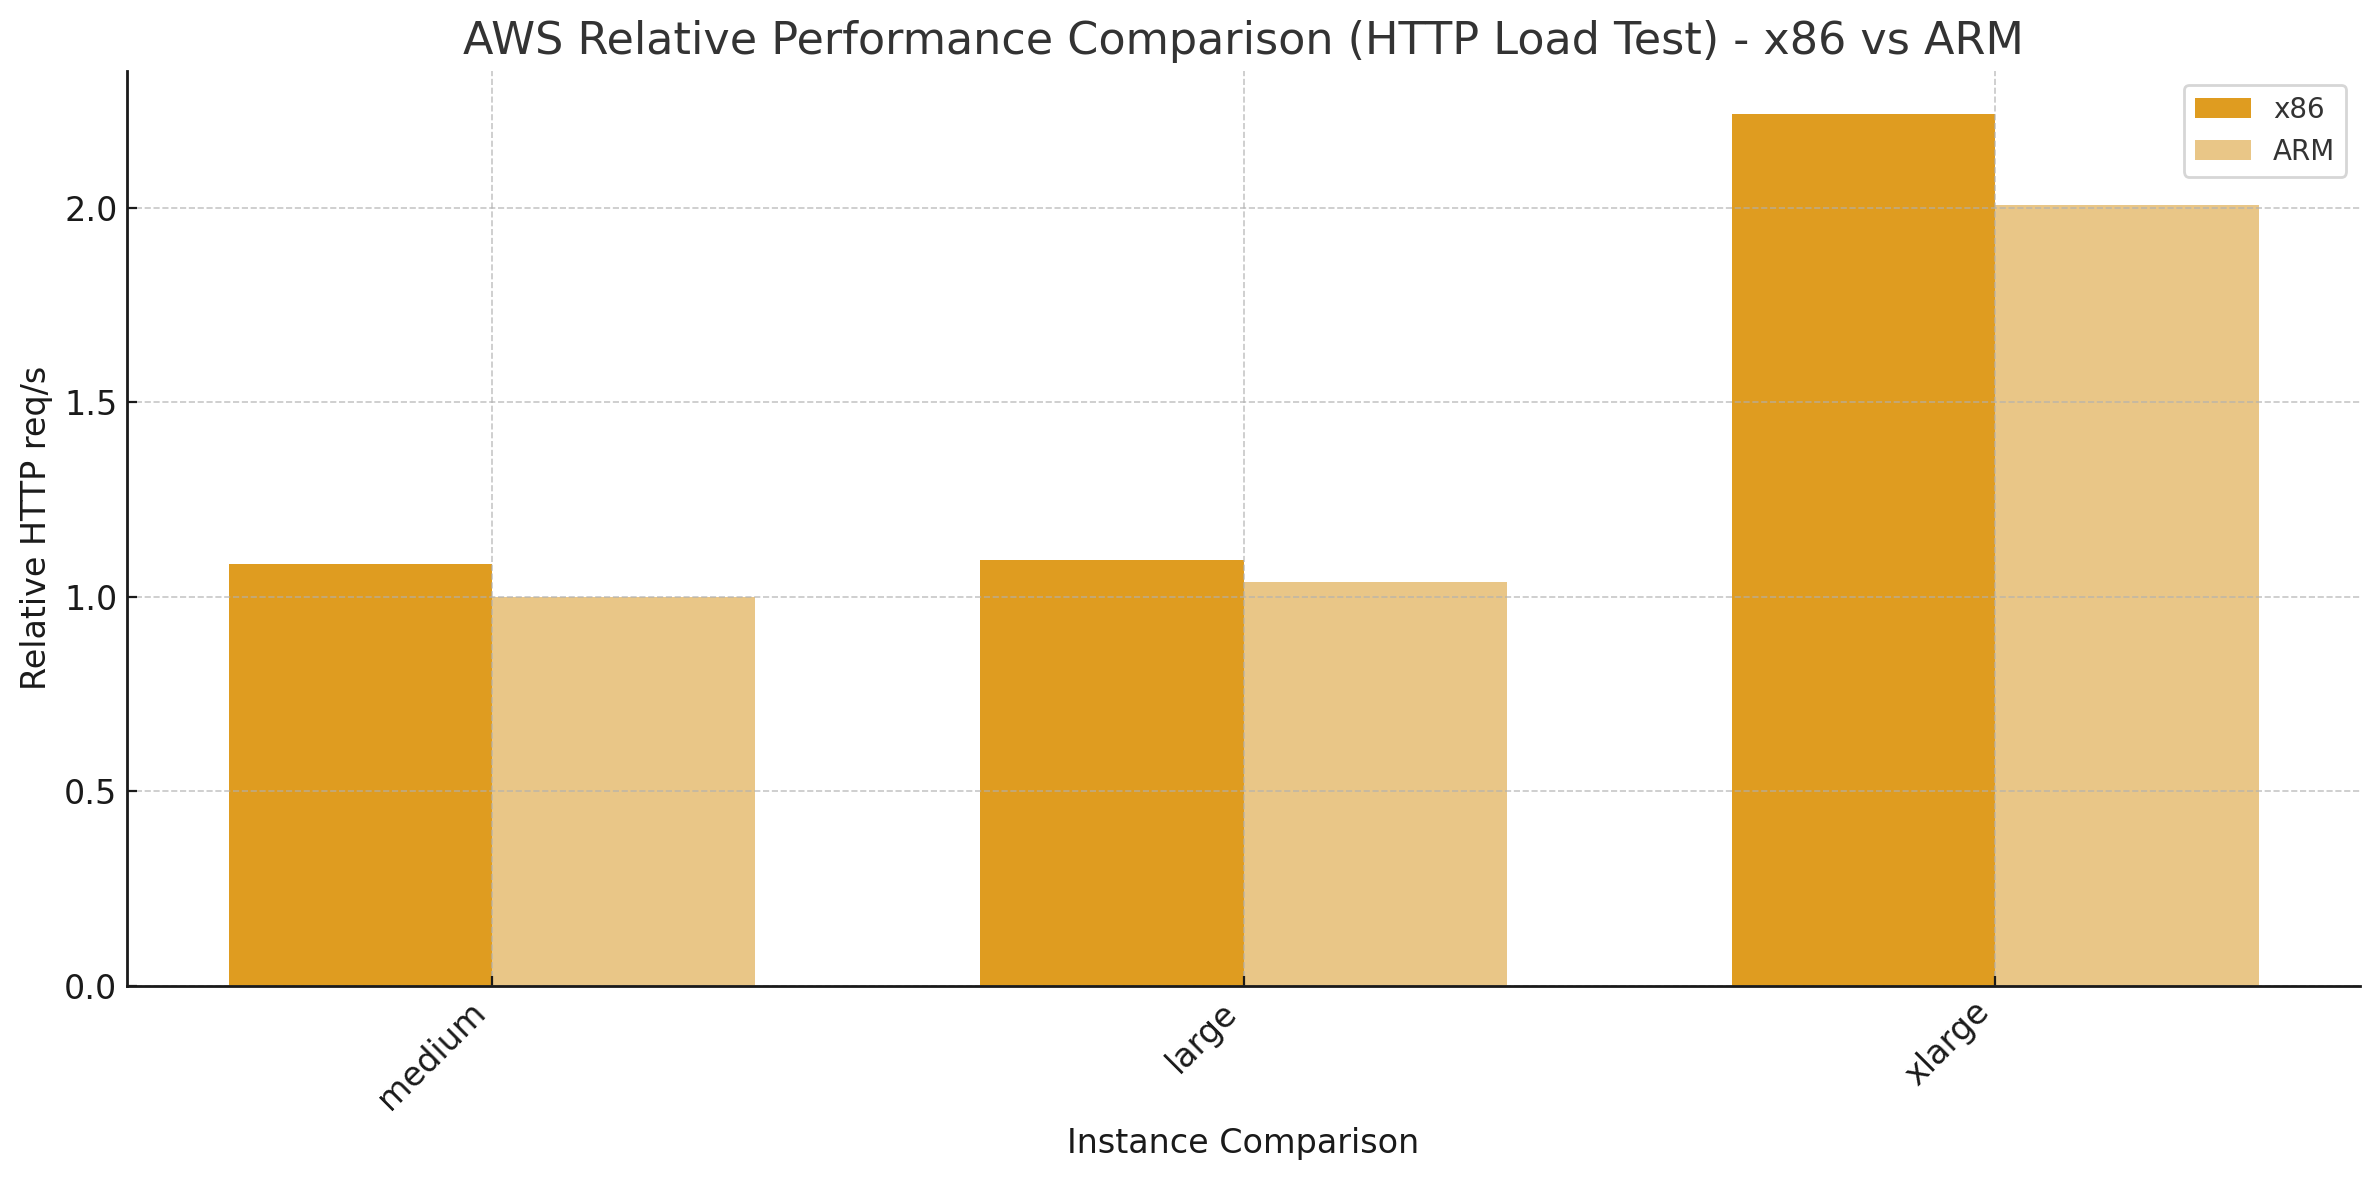 AWS Relative Performance Comparison (HTTP Load Test) - x86 vs ARM
x86
ARM
Relative HTTP req/s
2.0
1.5
1.0
0.5
0.0
medium
large
xlarge
Instance Comparison